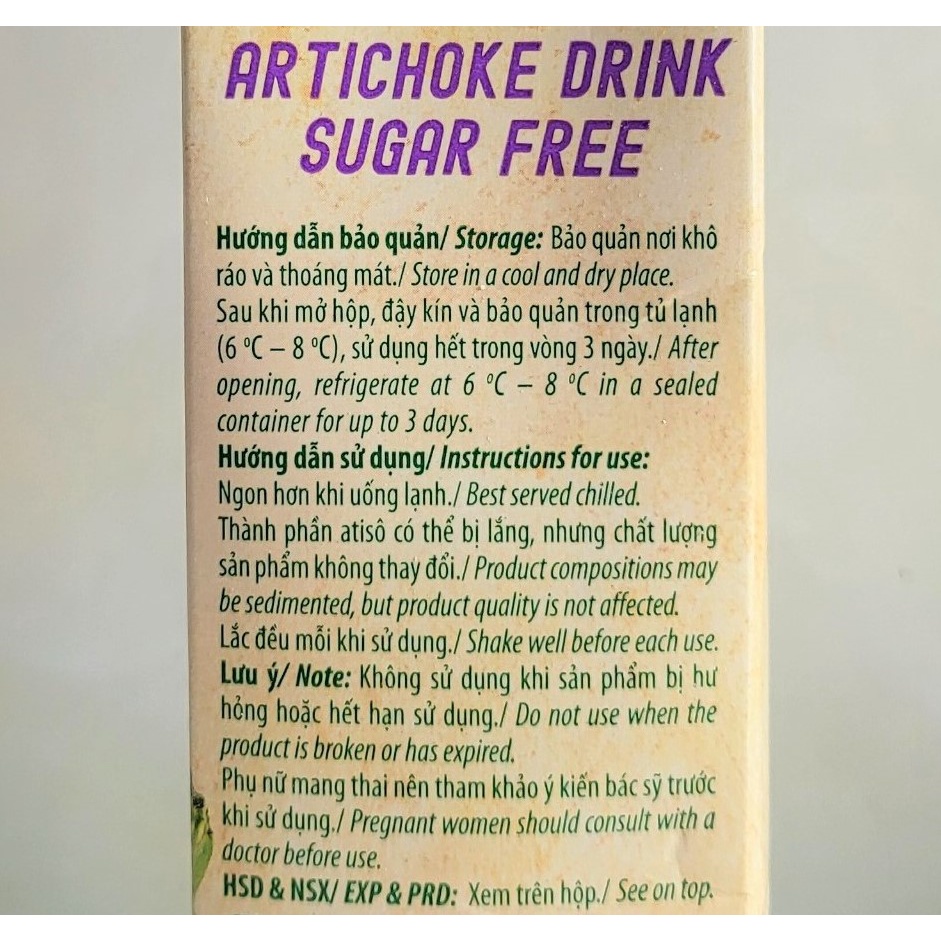 ARTICHOKE DRINK
SUGAR FREE
Hướng dẫn bảo quản/ Storage: Bảo quản nơi khô
ráo và thoáng mát./ Store in a cool and dry place.
Sau khi mở hộp, đậy kín và bảo quản trong tủ lạnh
(6 ºC – 8 ºC), sử dụng hết trong vòng 3 ngày./ After
opening, refrigerate at 6 ºC – 8 ºC in a sealed
container for up to 3 days.
Hướng dẫn sử dụng/ Instructions for use:
Ngon hơn khi uống lạnh./ Best served chilled.
Thành phần atisô có thể bị lắng, nhưng chất lượng
sản phẩm không thay đổi./ Product compositions may
be sedimented, but product quality is not affected.
Lắc đều mỗi khi sử dụng./ Shake well before each use.
Lưu ý/ Note: Không sử dụng khi sản phẩm bị hư
hỏng hoặc hết hạn sử dụng./ Do not use when the
product is broken or has expired.
Phụ nữ mang thai nên tham khảo ý kiến bác sỹ trước
khi sử dụng./ Pregnant women should consult with a
doctor before use.
HSD & NSX/ EXP & PRD: Xem trên hộp./ See on top.